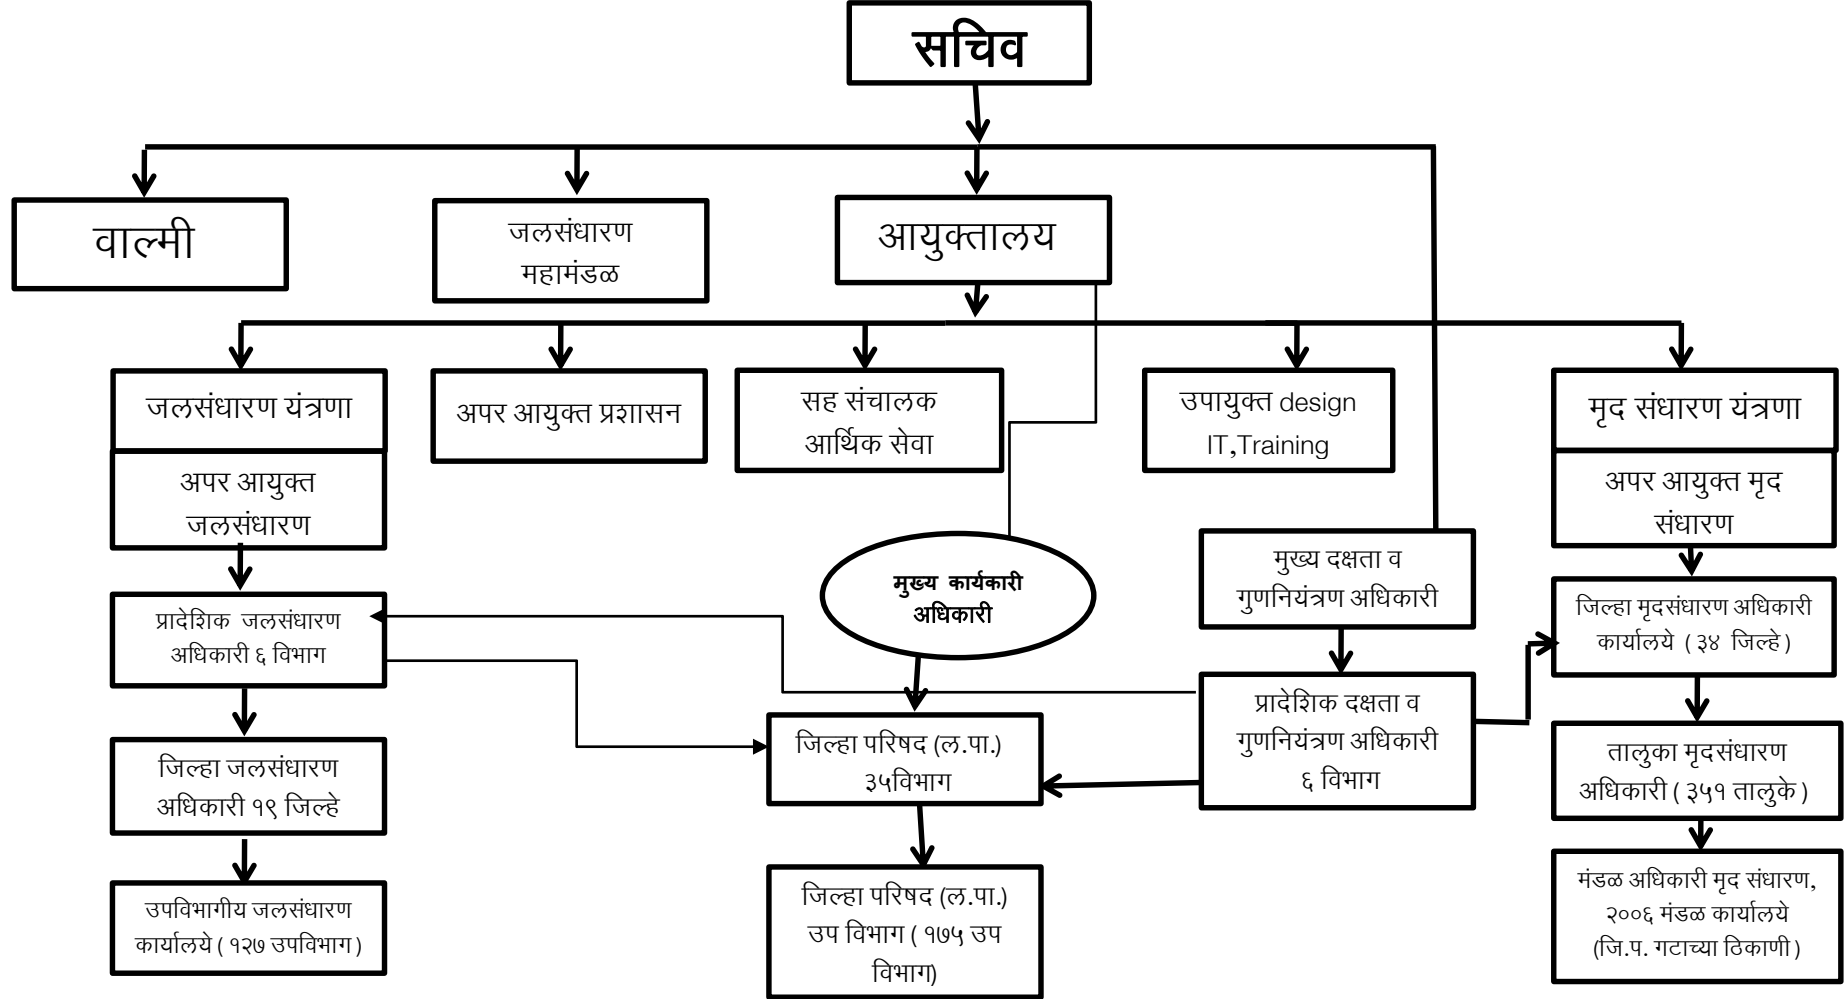 सचिव
वाल्मी
जलसंधारण
महामंडळ
आयुक्तालय
जलसंधारण यंत्रणा
अपर आयुक्त
जलसंधारण
अपर आयुक्त प्रशासन
सह संचालक
आर्थिक सेवा
उपायुक्त design
IT,Training
मृद संधारण यंत्रणा
अपर आयुक्त मृद
संधारण
मुख्य कार्यकारी
अधिकारी
मुख्य दक्षता व
गुणनियंत्रण अधिकारी
प्रादेशिक जलसंधारण
अधिकारी ६ विभाग
जिल्हा मृदसंधारण अधिकारी
कार्यालये ( ३४ जिल्हे )
प्रादेशिक दक्षता व
गुणनियंत्रण अधिकारी
६ विभाग
जिल्हा जलसंधारण
अधिकारी १९ जिल्हे
जिल्हा परिषद (ल.पा.)
३५विभाग
तालुका मृदसंधारण
अधिकारी ( ३५१ तालुके )
उपविभागीय जलसंधारण
कार्यालये ( १२७ उपविभाग )
जिल्हा परिषद (ल.पा.)
उप विभाग ( १७५ उप
विभाग)
मंडळ अधिकारी मृद संधारण,
२००६ मंडळ कार्यालये
(जि.प. गटाच्या ठिकाणी )